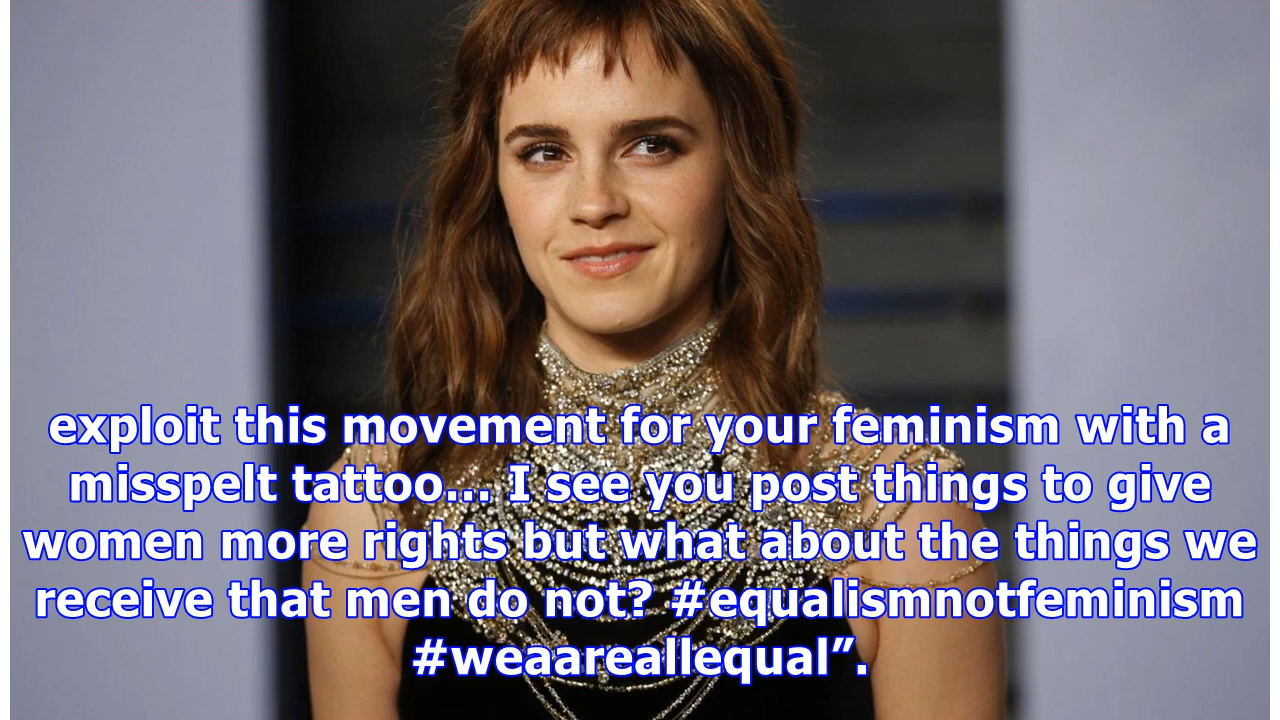 exploit this movement for your feminism with a
misspelt tattoo... I see you post things to give
women more rights but what about the things we
receive that men do not? #equalismnotfeminism
#weaareallequal”.